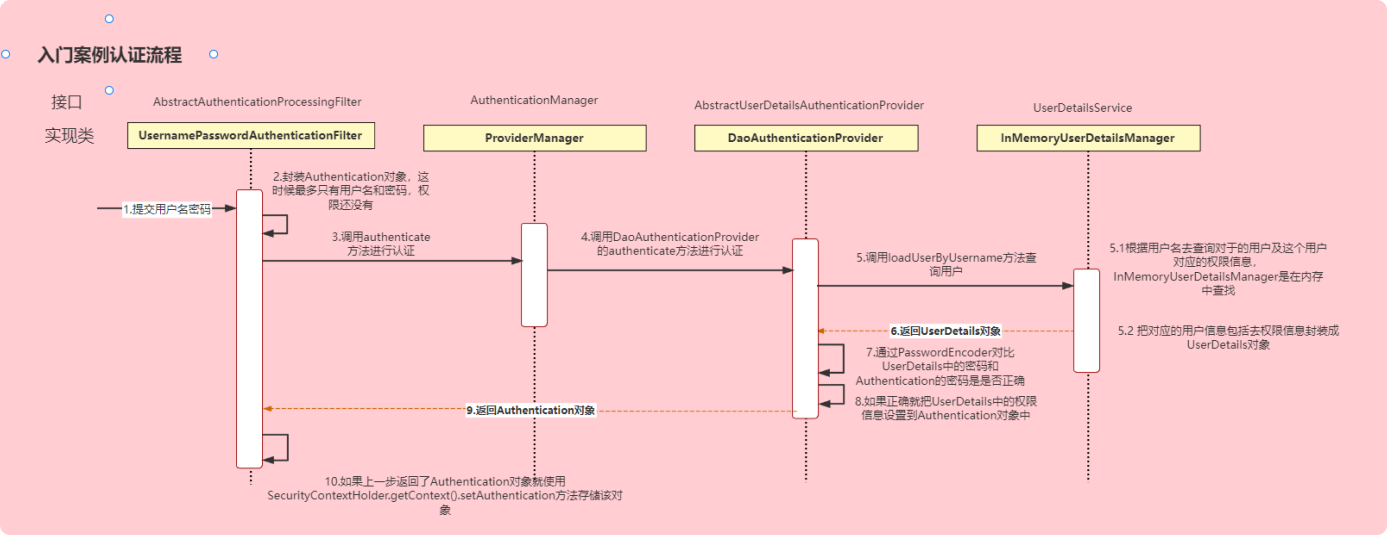 入门案例认证流程
接口
AbstractAuthenticationProcessingFilter
AuthenticationManager
AbstractUserDetailsAuthenticationProvider
UserDetailsService
实现类
UsernamePasswordAuthenticationFilter
ProviderManager
DaoAuthenticationProvider
InMemoryUserDetailsManager
1.提交用户名密码
2.封装Authentication对象，这
时候最多只有用户名和密码，权
限还没有
3.调用authenticate
方法进行认证
4.调用DaoAuthenticationProvider
的authenticate方法进行认证
5.调用loadUserByUsername方法查
询用户
5.1根据用户名去查询对于的用户及这个用户
对应的权限信息，
InMemoryUserDetailsManager是在内存
中查找
5.2 把对应的用户信息包括去权限信息封装成
UserDetails对象
6.返回UserDetails对象
7.通过PasswordEncoder对比
UserDetails中的密码和
Authentication的密码是是否正确
8.如果正确就把UserDetails中的权限
信息设置到Authentication对象中
9.返回Authentication对象
10.如果上一步返回了Authentication对象就使用
SecurityContextHolder.getContext().setAuthentication方法存储该对
象